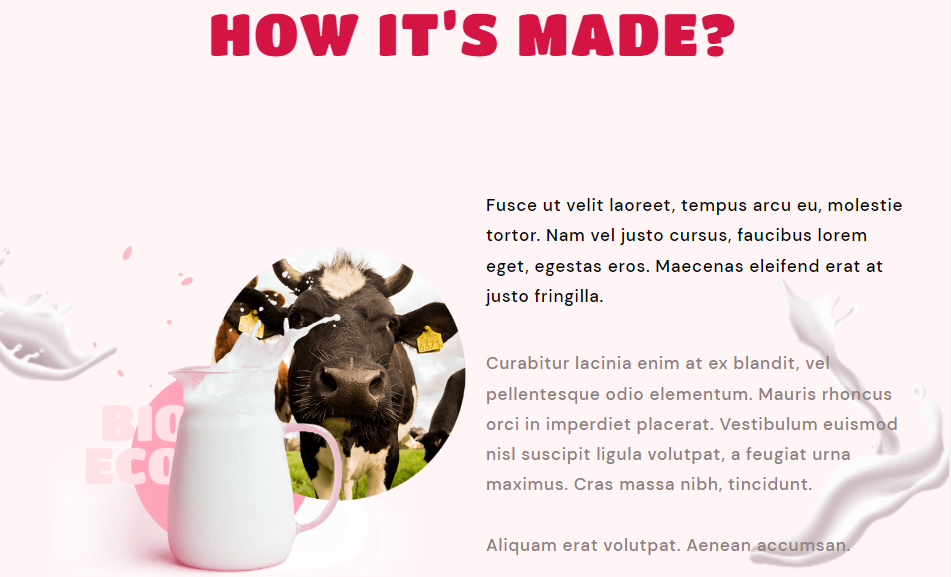 HOW IT'S MADE?
Fusce ut velit laoreet, tempus arcu eu, molestie
tortor. Nam vel justo cursus, faucibus lorem
eget, egestas eros. Maecenas eleifend erat at
justo fringilla.
Curabitur lacinia enim at ex blandit, vel
pellentesque odio elementum. Mauris rhoncus
orci in imperdiet placerat. Vestibulum euismod
nisl suscipit ligula volutpat, a feugiat urna
maximus. Cras massa nibh, tincidunt.
Aliquam erat volutpat. Aenean accumsan.
BIO
ECO